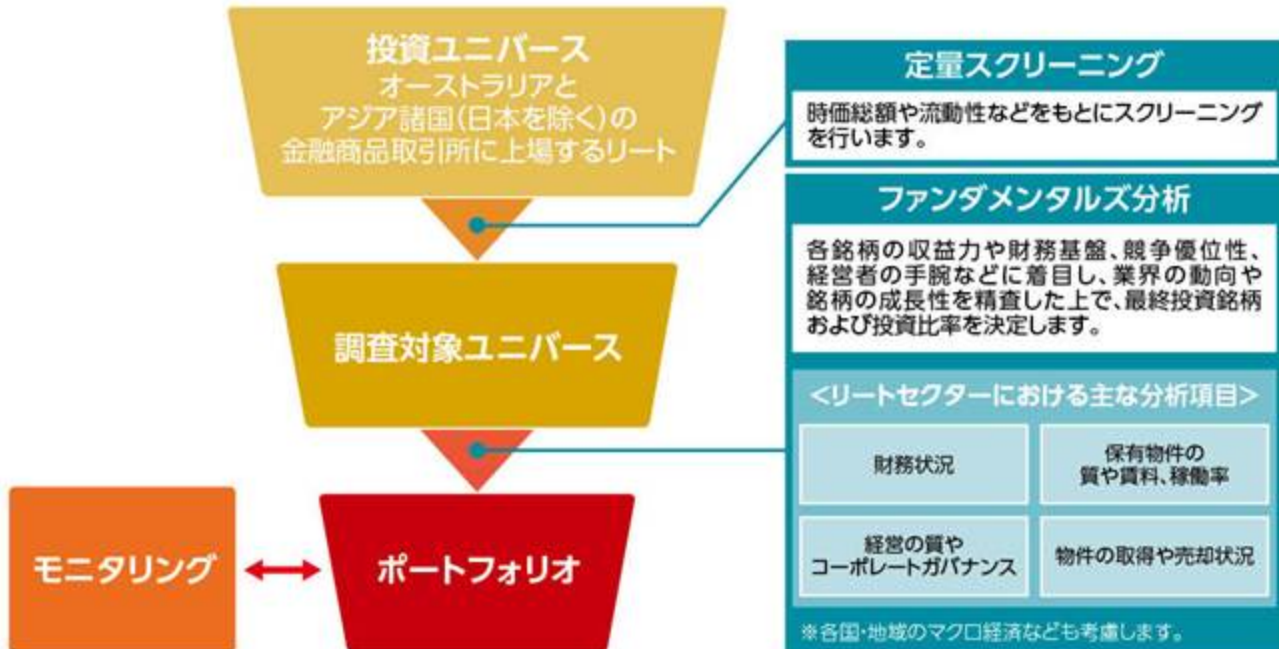 投資ユニバース
オーストラリアと
アジア諸国(日本を除く)の
金融商品取引所に上場するリート
調査対象ユニバース
モニタリング
ポートフォリオ
定量スクリーニング
時価総額や流動性などをもとにスクリーニング
を行います。
ファンダメンタルズ分析
各銘柄の収益力や財務基盤、競争優位性、
経営者の手腕などに着目し、業界の動向や
銘柄の成長性を精査した上で、最終投資銘柄
および投資比率を決定します。
<リートセクターにおける主な分析項目>
財務状況
保有物件の
質や賃料、稼働率
経営の質や
コーポレートガバナンス
物件の取得や売却状況
※各国・地域のマクロ経済なども考慮します。